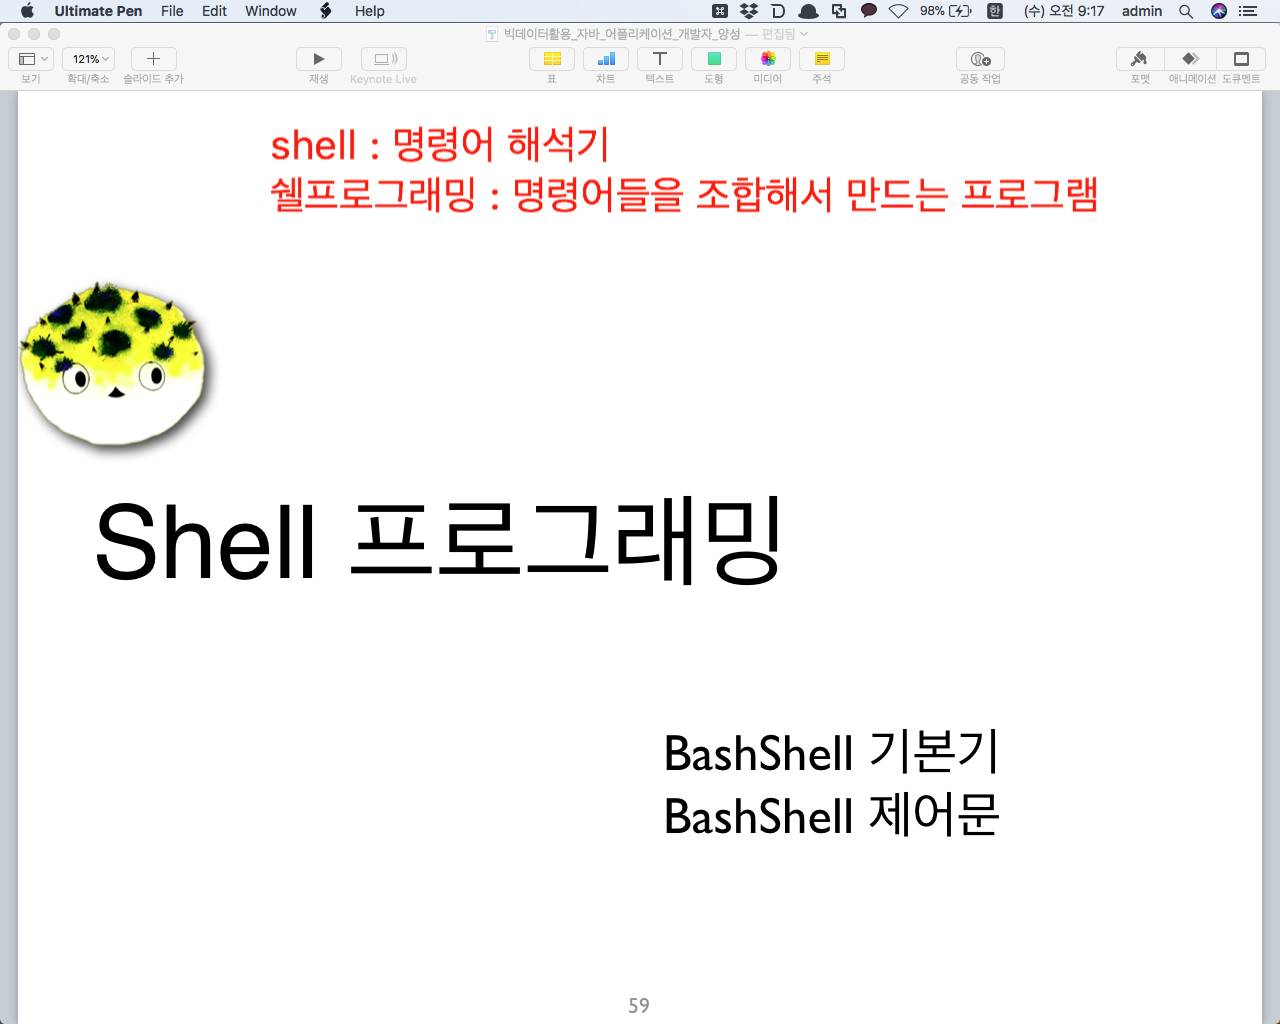 Ultimate Pen File Edit Window Help 98% 한 (수) 오전 9:17 admin
빅데이터활용_자바_어플리케이션_개발자_양성 — 편집됨
121%
보기 확대/축소 슬라이드 추가 재생 Keynote Live 표 차트 텍스트 도형 미디어 주석 공동 작업 포맷 애니메이션 도큐멘트
shell : 명령어 해석기
쉘프로그래밍 : 명령어들을 조합해서 만드는 프로그램
Shell 프로그래밍
BashShell 기본기
BashShell 제어문
59